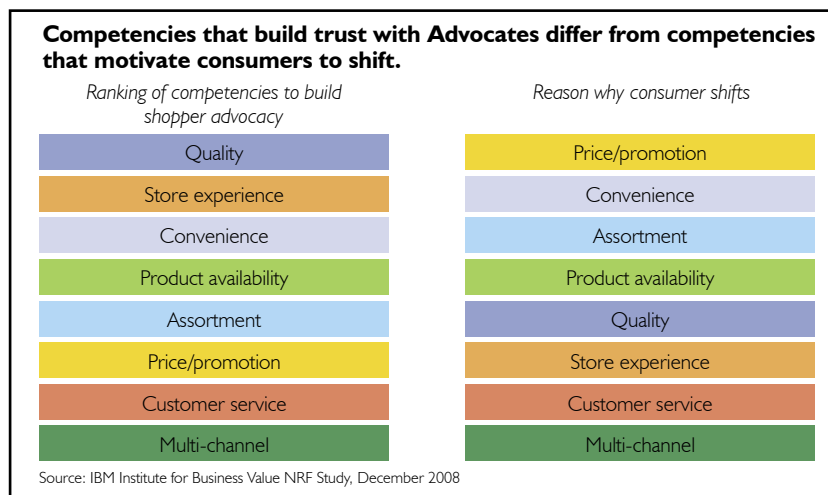 Competencies that build trust with Advocates differ from competencies
that motivate consumers to shift.
Ranking of competencies to build
shopper advocacy
Quality
Store experience
Convenience
Product availability
Assortment
Price/promotion
Customer service
Multi-channel
Reason why consumer shifts
Price/promotion
Convenience
Assortment
Product availability
Quality
Store experience
Customer service
Multi-channel
Source: IBM Institute for Business Value NRF Study, December 2008